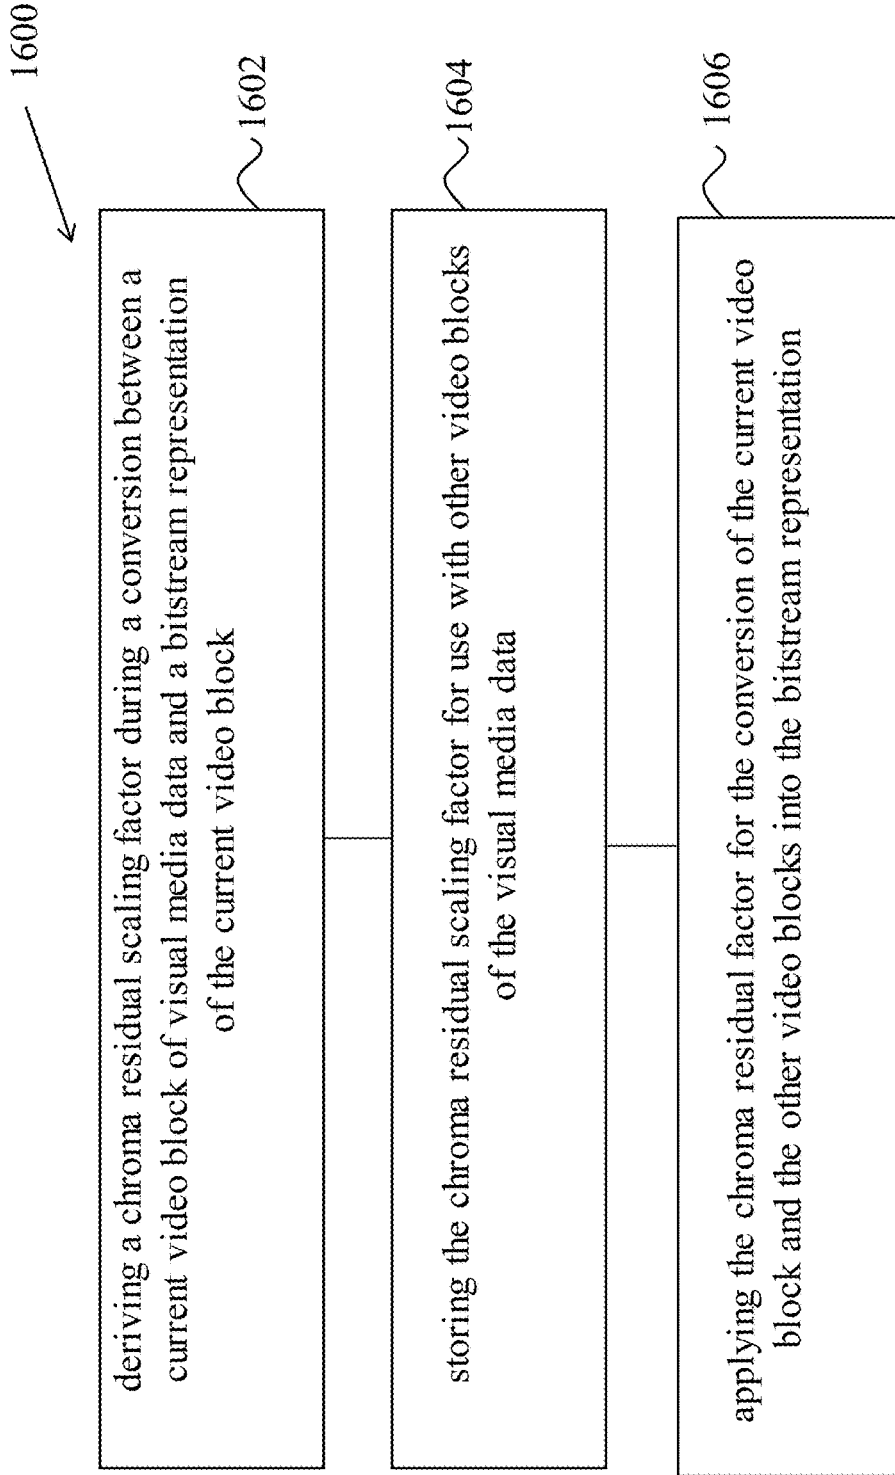 1600
deriving a chroma residual scaling factor during a conversion between a
current video block of visual media data and a bitstream representation
of the current video block
1602
storing the chroma residual scaling factor for use with other video blocks
of the visual media data
1604
applying the chroma residual factor for the conversion of the current video
block and the other video blocks into the bitstream representation
1606